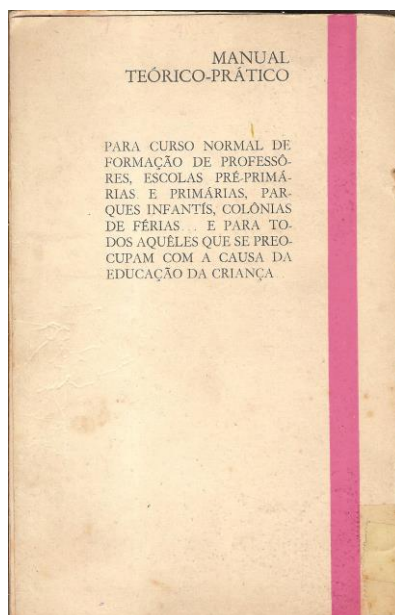 MANUAL
TEÓRICO-PRÁTICO
PARA CURSO NORMAL DE
FORMAÇÃO DE PROFESSÔ-
RES, ESCOLAS PRÉ-PRIMÁ-
RIAS E PRIMÁRIAS, PAR-
QUES INFANTÍS, COLÔNIAS
DE FÉRIAS... E PARA TO-
DOS AQUÊLES QUE SE PREO-
CUPAM COM A CAUSA DA
EDUCAÇÃO DA CRIANÇA